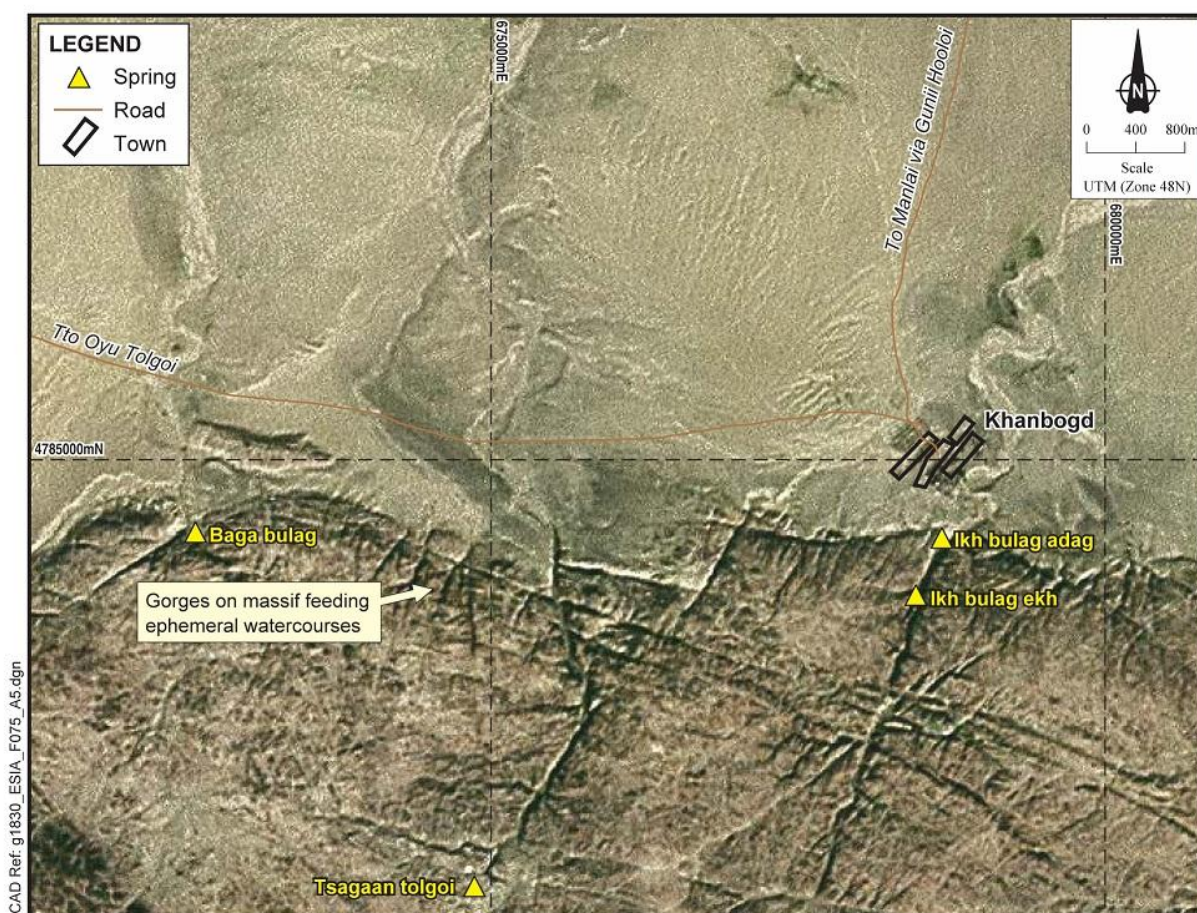 LEGEND
Spring
Road
Town
675000mE
To Manlai via Gunii Hooloi
N
0 400 800m
Scale
UTM (Zone 48N)
680000mE
Tto Oyu Tolgoi
Khanbogd
4785000mN
Baga bulag
Ikh bulag adag
Ikh bulag ekh
Gorges on massif feeding
ephemeral watercourses
Tsagaan tolgoi
CAD Ref: g1830_ESIA_F075_A5.dgn